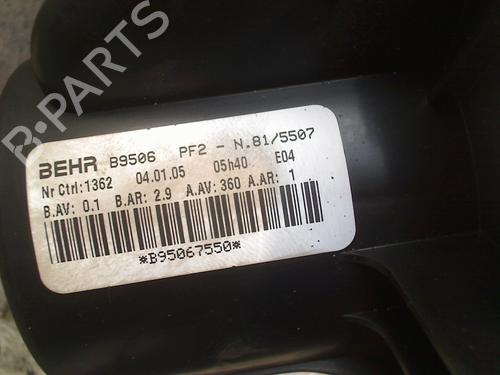 B-PARTS
BEHR B9506 PF2 - N.81/5507
Nr Ctrl:1362 04.01.05 05h40 E04
B.AV: 0.1 B.AR: 2.9 A.AV: 360 A.AR: 1
*B95067550*